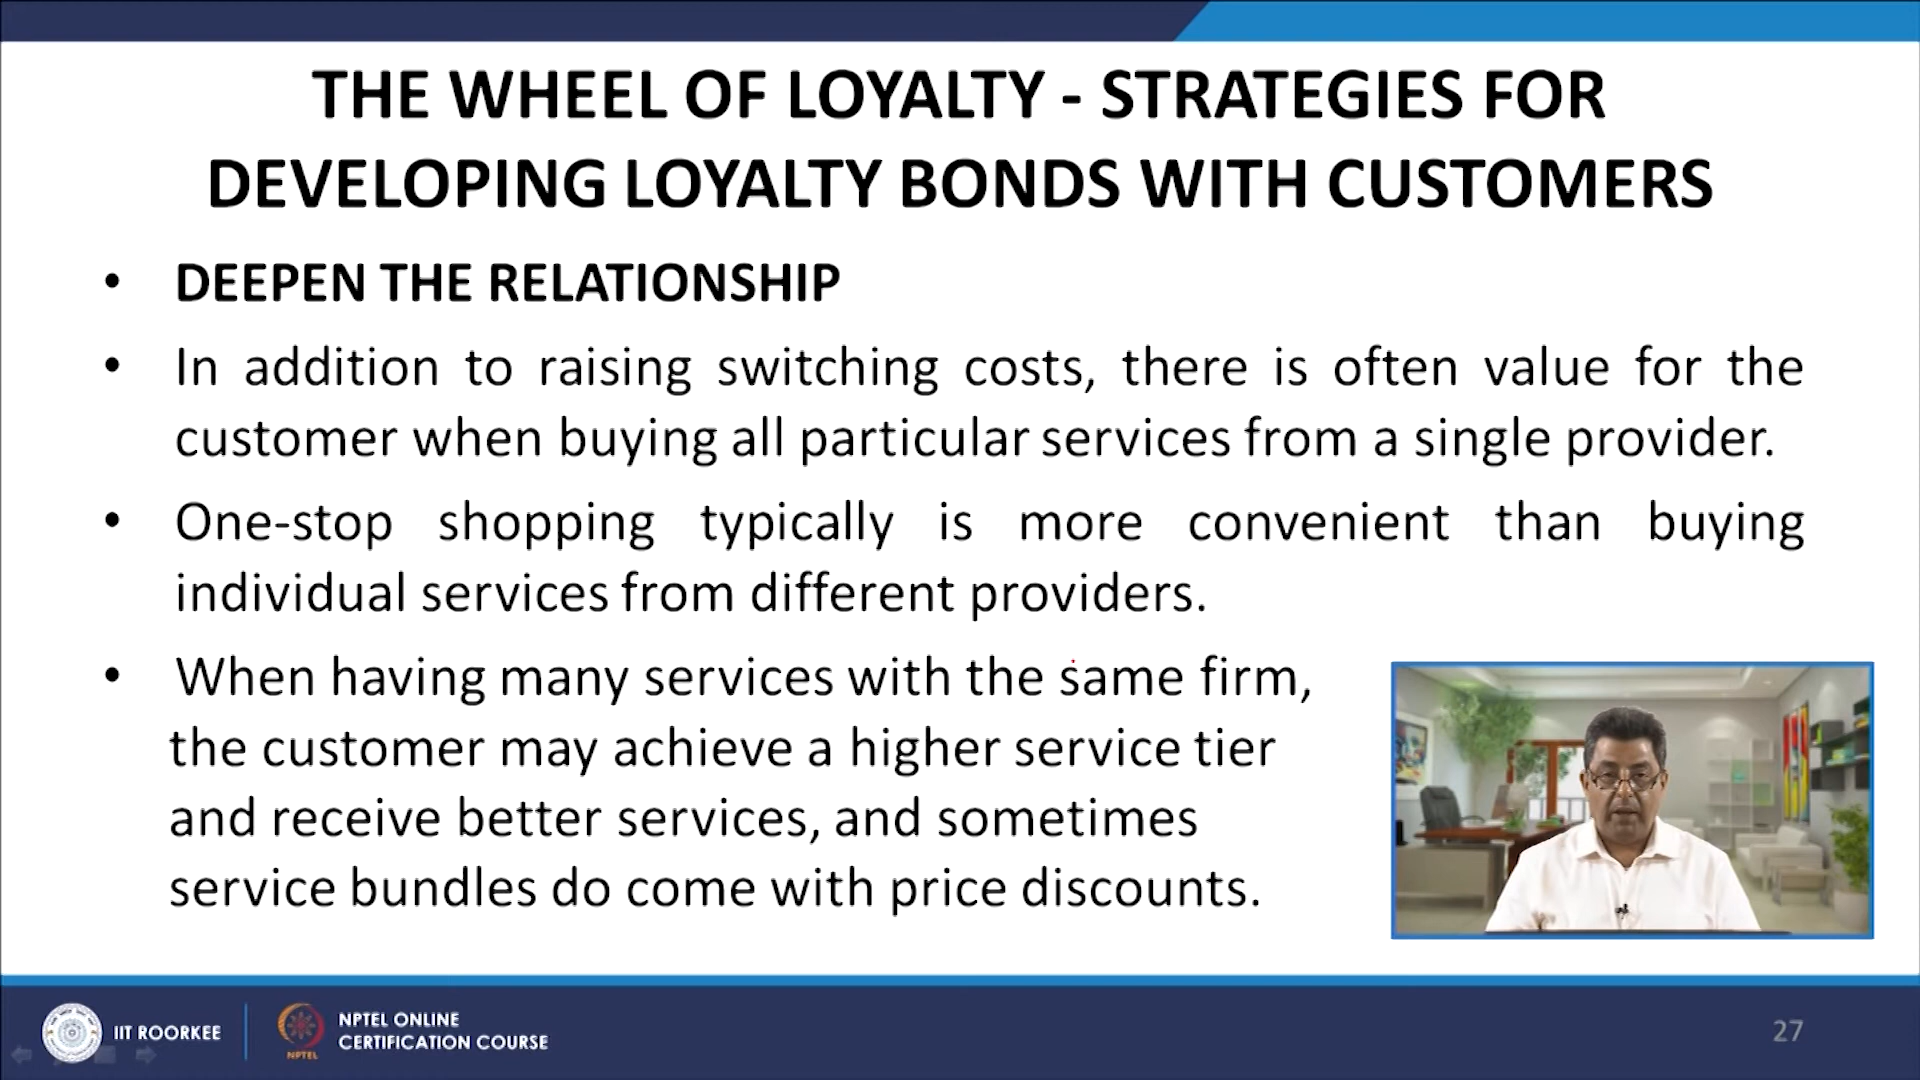 THE WHEEL OF LOYALTY - STRATEGIES FOR
DEVELOPING LOYALTY BONDS WITH CUSTOMERS
• DEEPEN THE RELATIONSHIP
• In addition to raising switching costs, there is often value for the
customer when buying all particular services from a single provider.
• One-stop shopping typically is more convenient than buying
individual services from different providers.
• When having many services with the same firm,
the customer may achieve a higher service tier
and receive better services, and sometimes
service bundles do come with price discounts.
IIT ROORKEE
NPTEL
NPTEL ONLINE
CERTIFICATION COURSE
27